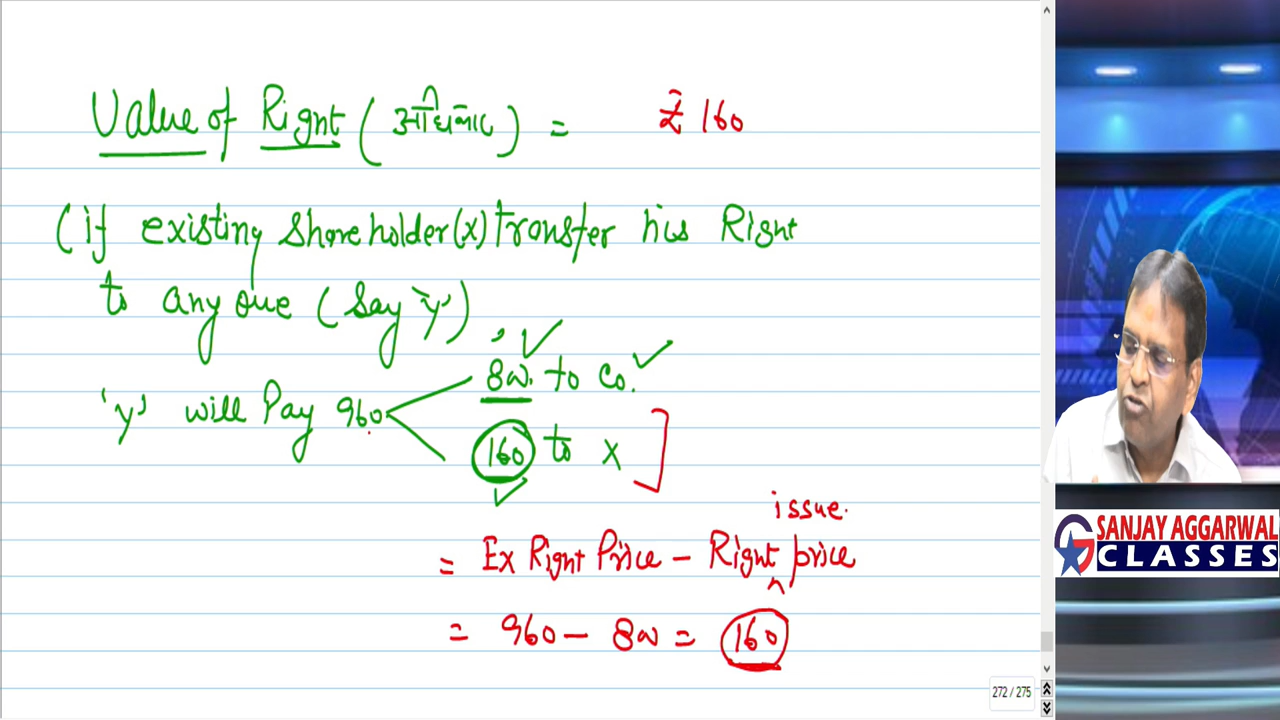 Value of Right (अधिकार) = ₹ 160
(if existing Shareholder (x) transfer his Right
to any one (Say 'y')
800. to Co.
'y' will Pay 960
160 to x
issue.
= Ex Right Price - Right ^ price
= 960 - 800 = 160
SANJAY AGGARWAL
CLASSES
272 / 275